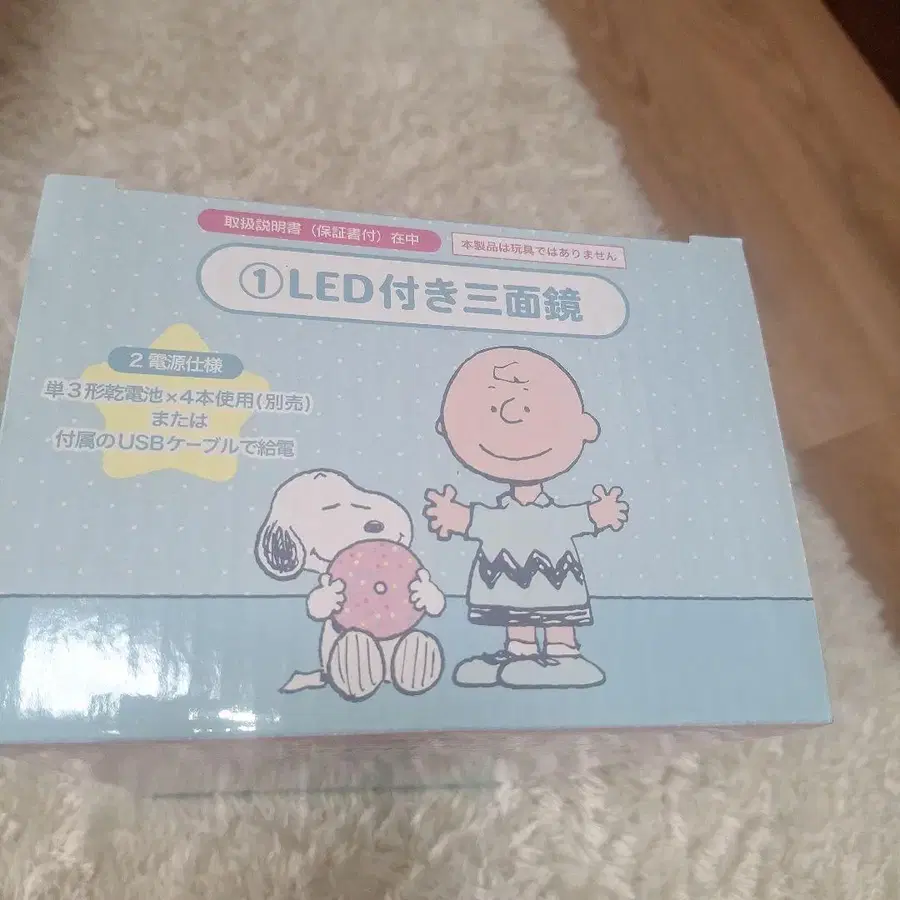 取扱説明書（保証書付）在中
本製品は玩具ではありません
①LED付き三面鏡
2電源仕様
単3形乾電池×4本使用(別売)
または
付属のUSBケーブルで給電